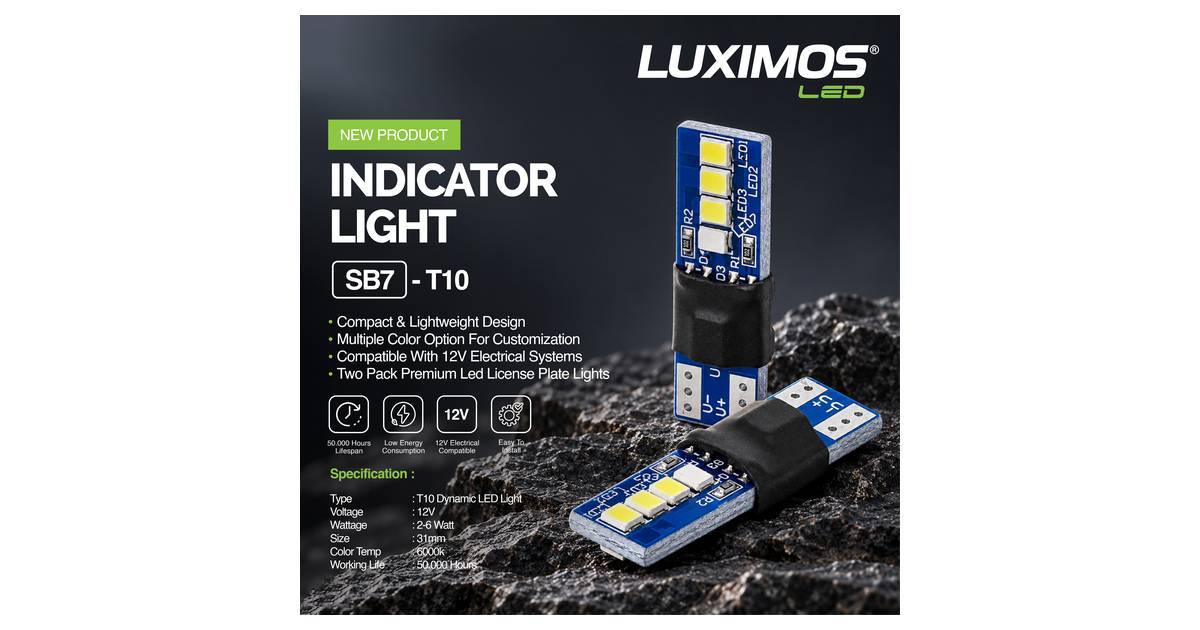 LUXIMOS®
LED
NEW PRODUCT
INDICATOR
LIGHT
SB7 - T10
• Compact & Lightweight Design
• Multiple Color Option For Customization
• Compatible With 12V Electrical Systems
• Two Pack Premium Led License Plate Lights
12V
50.000 Hours Lifespan
Low Energy Consumption
12V Electrical Compatible
Easy To Install
Specification :
Type : T10 Dynamic LED Light
Voltage : 12V
Wattage : 2-6 Watt
Size : 31mm
Color Temp : 6000k
Working Life : 50.000 Hours
LED1
LED2
LED3
R2
R1
D3
U-
U+
U-
U+
R2